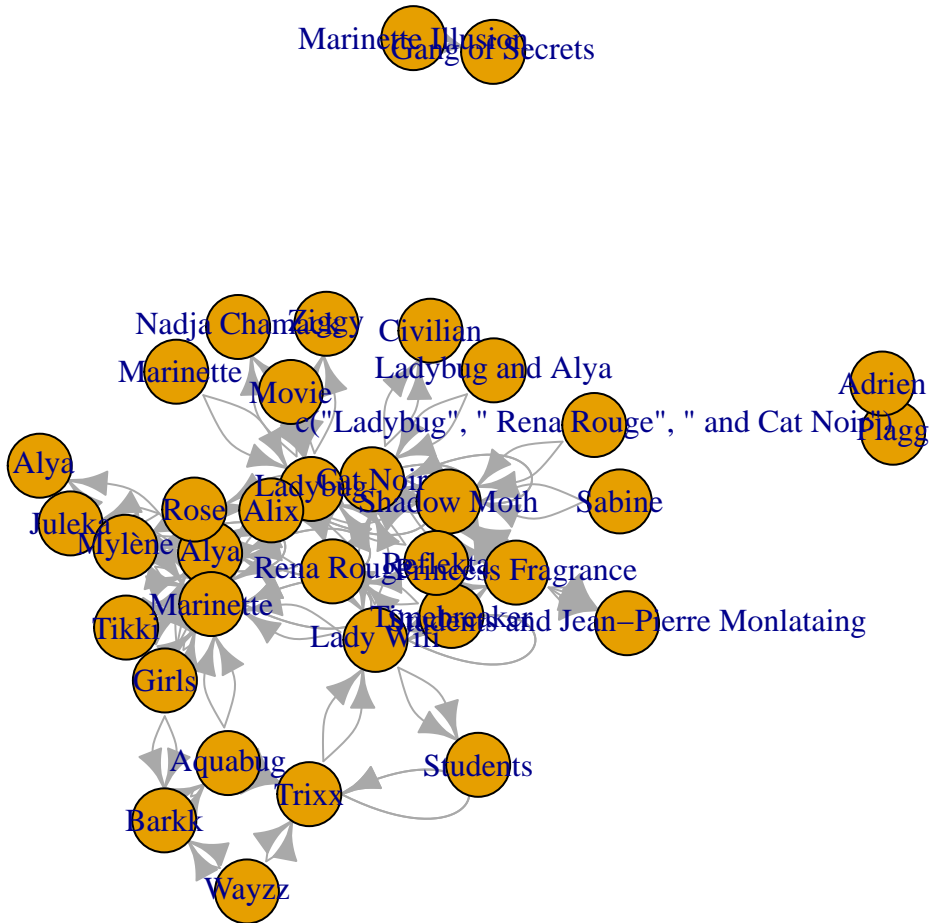 Marinette Illusion
Gang of Secrets
Nadja Chamack
Ziggy
Civilian
Marinette
Movie
Ladybug and Alya
Adrien
c("Ladybug", " Rena Rouge", " and Cat Noir")
Plagg
Alya
Ladybug
Cat Noir
Shadow Moth
Sabine
Juleka
Rose
Alix
Mylène
Alya
Rena Rouge
Reflekta
Princess Fragrance
Marinette
Tikki
Lady Wifi
Timebreaker
Students and Jean−Pierre Monlataing
Girls
Aquabug
Students
Trixx
Barkk
Wayzz